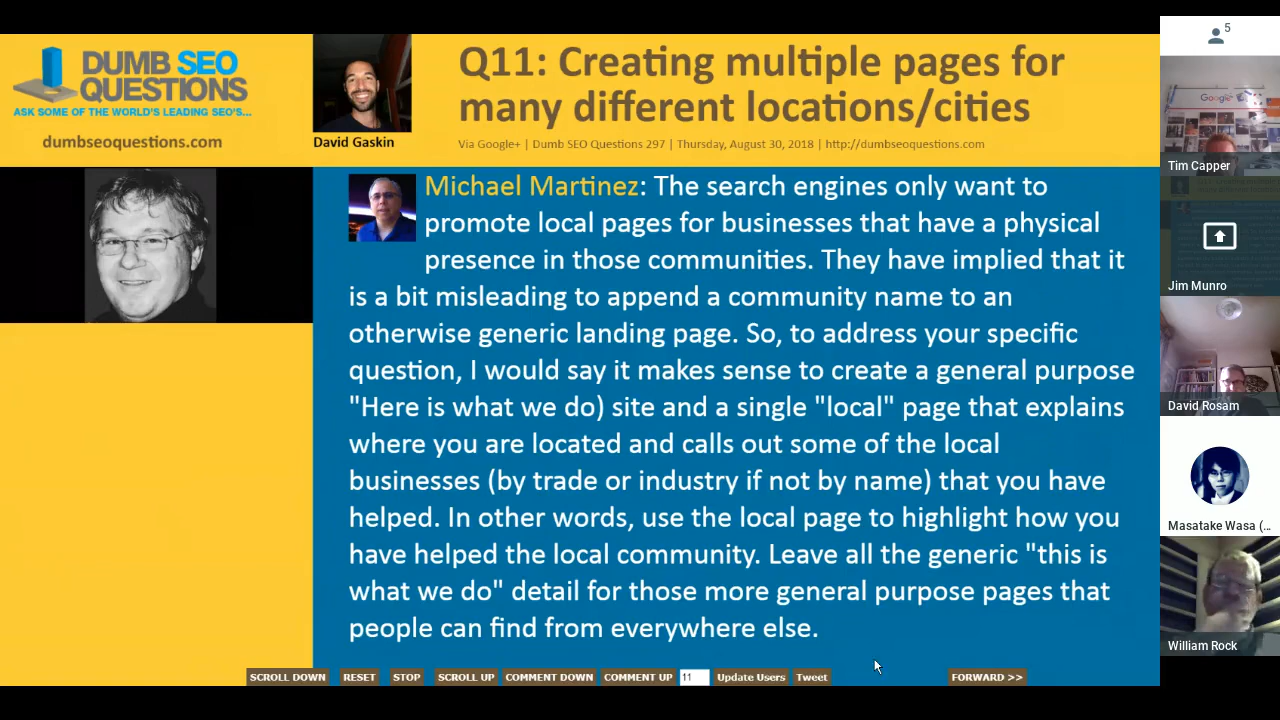 DUMB SEO
QUESTIONS
ASK SOME OF THE WORLD'S LEADING SEO'S...
dumbseoquestions.com
David Gaskin
Q11: Creating multiple pages for
many different locations/cities
Via Google+ | Dumb SEO Questions 297 | Thursday, August 30, 2018 | http://dumbseoquestions.com
Michael Martinez: The search engines only want to
promote local pages for businesses that have a physical
presence in those communities. They have implied that it
is a bit misleading to append a community name to an
otherwise generic landing page. So, to address your specific
question, I would say it makes sense to create a general purpose
"Here is what we do) site and a single "local" page that explains
where you are located and calls out some of the local
businesses (by trade or industry if not by name) that you have
helped. In other words, use the local page to highlight how you
have helped the local community. Leave all the generic "this is
what we do" detail for those more general purpose pages that
people can find from everywhere else.
SCROLL DOWN RESET STOP SCROLL UP COMMENT DOWN COMMENT UP 11 Update Users Tweet FORWARD >>
5
Google
Tim Capper
Jim Munro
David Rosam
Masatake Wasa (...
William Rock